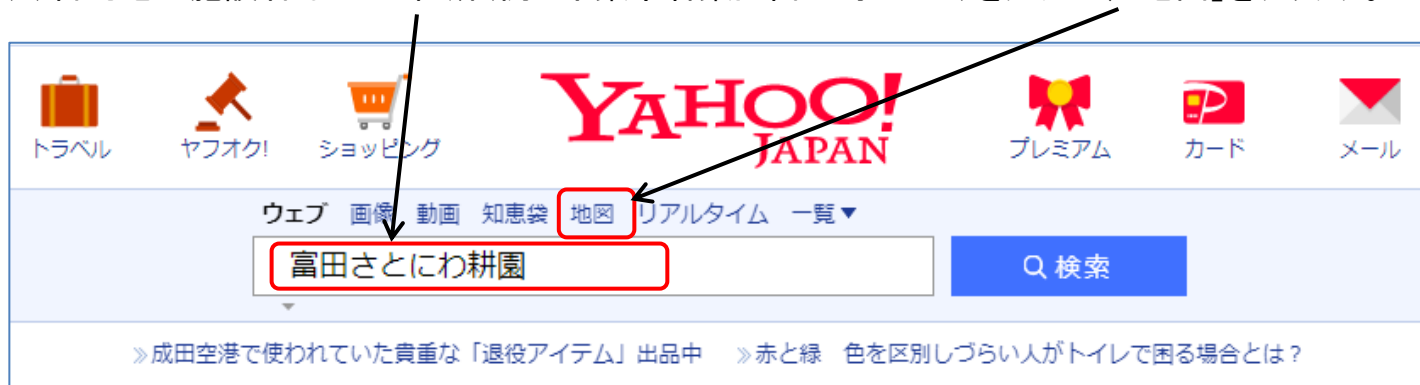 トラベル ヤフオク! ショッピング YAHOO! JAPAN プレミアム カード メール
ウェブ 画像 動画 知恵袋 地図 リアルタイム 一覧▼
富田さとにわ耕園 検索
»成田空港で使われていた貴重な「退役アイテム」出品中 »赤と緑 色を区別しづらい人がトイレで困る場合とは?